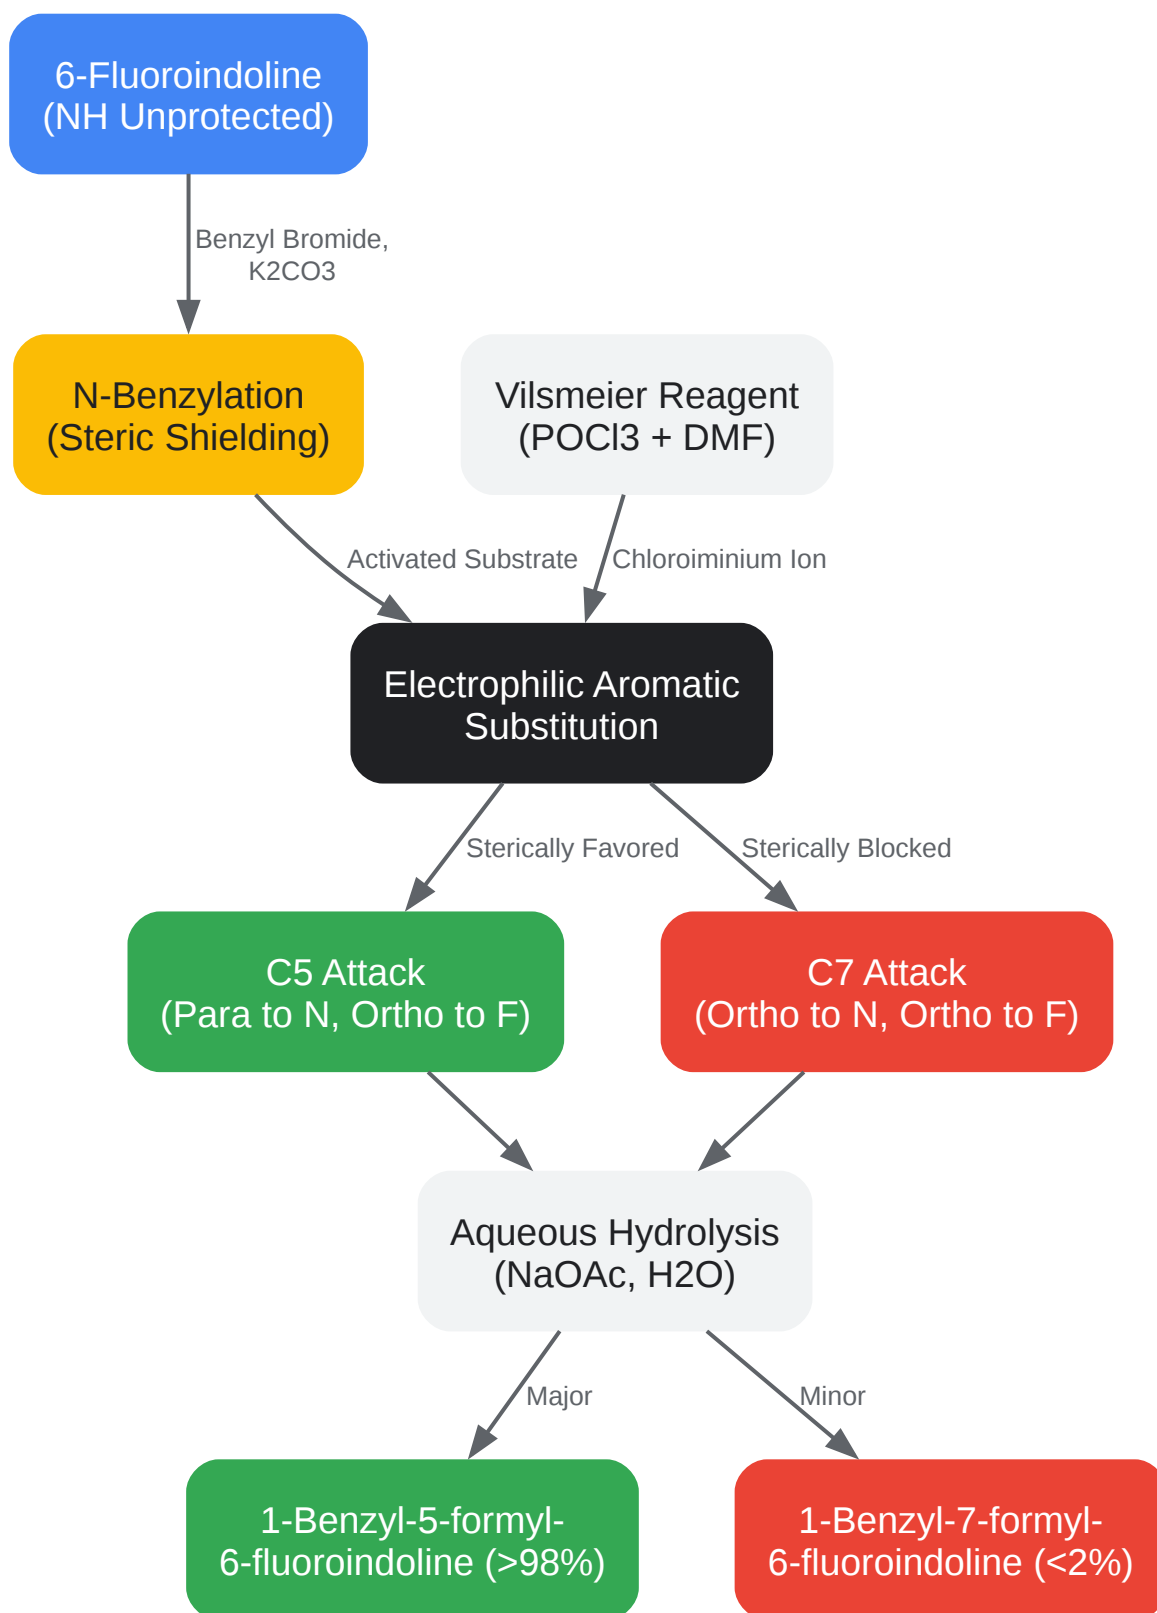 6-Fluoroindoline
(NH Unprotected)
Benzyl Bromide,
K2CO3
N-Benzylation
(Steric Shielding)
Vilsmeier Reagent
(POCl3 + DMF)
Activated Substrate
Chloroiminium Ion
Electrophilic Aromatic
Substitution
Sterically Favored
Sterically Blocked
C5 Attack
(Para to N, Ortho to F)
C7 Attack
(Ortho to N, Ortho to F)
Aqueous Hydrolysis
(NaOAc, H2O)
Major
Minor
1-Benzyl-5-formyl-
6-fluoroindoline (>98%)
1-Benzyl-7-formyl-
6-fluoroindoline (<2%)